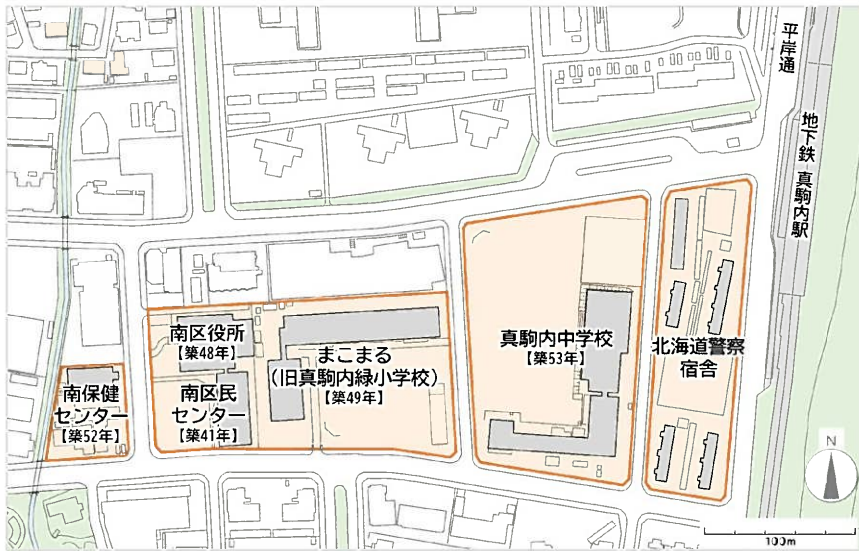 平岸通
地下鉄 真駒内駅
南区役所
【築48年】
まこまる
（旧真駒内緑小学校）
【築49年】
真駒内中学校
【築53年】
北海道警察
宿舎
南保健
センター
【築52年】
南区民
センター
【築41年】
N
100m